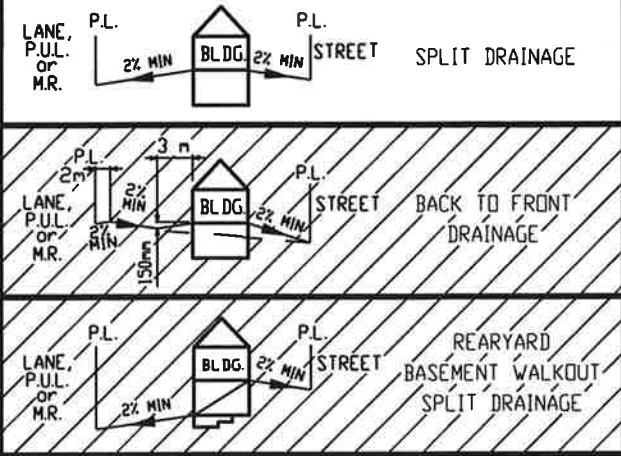 P.L.
P.L.
LANE,
P.U.L.
or
M.R.
2% MIN
BLDG.
2% MIN
STREET
SPLIT DRAINAGE
3 m
P.L.
2m
P.L.
LANE,
P.U.L.
or
M.R.
2%
MIN
2%
MIN
150mm
BLDG.
2% MIN
STREET
BACK TO FRONT
DRAINAGE
P.L.
P.L.
LANE,
P.U.L.
or
M.R.
2% MIN
BLDG.
2% MIN
STREET
REARYARD
BASEMENT WALKOUT
SPLIT DRAINAGE